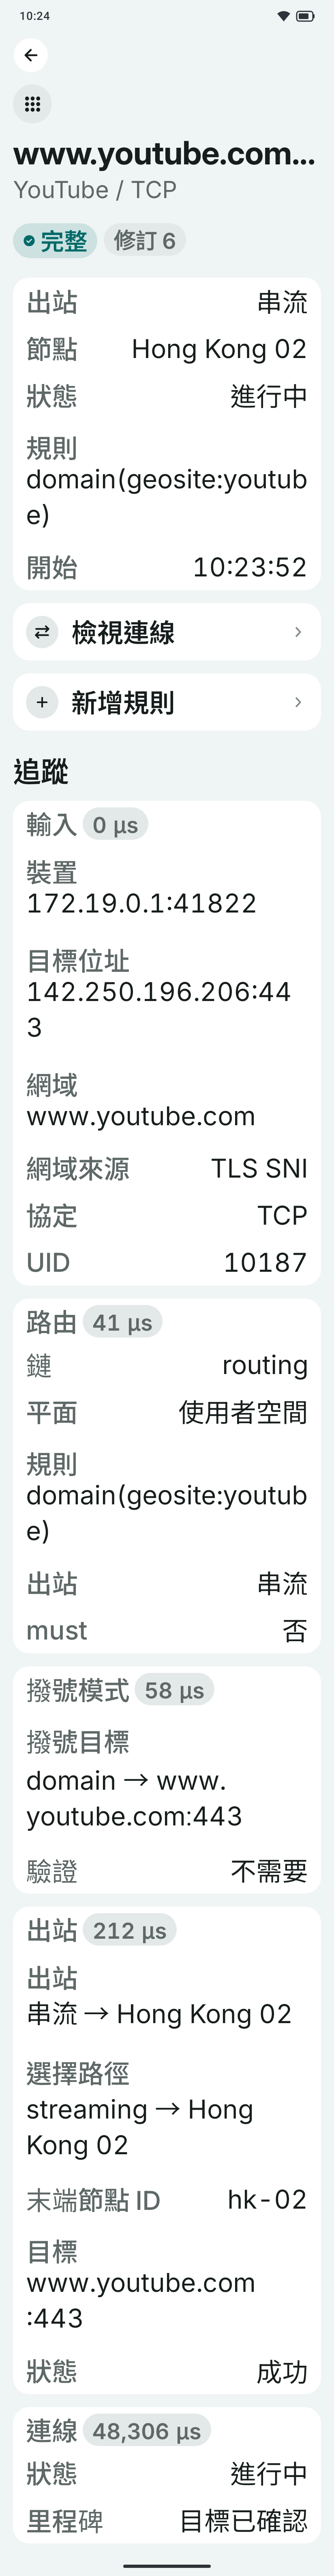 10:24
www.youtube.com...
YouTube / TCP
完整
修訂 6
出站 串流
節點 Hong Kong 02
狀態 進行中
規則
domain(geosite:youtub
e)
開始 10:23:52
檢視連線
新增規則
追蹤
輸入 0 μs
裝置
172.19.0.1:41822
目標位址
142.250.196.206:44
3
網域
www.youtube.com
網域來源 TLS SNI
協定 TCP
UID 10187
路由 41 μs
鏈 routing
平面 使用者空間
規則
domain(geosite:youtub
e)
出站 串流
must 否
撥號模式 58 μs
撥號目標
domain → www.
youtube.com:443
驗證 不需要
出站 212 μs
出站
串流 → Hong Kong 02
選擇路徑
streaming → Hong
Kong 02
末端節點 ID hk-02
目標
www.youtube.com
:443
狀態 成功
連線 48,306 μs
狀態 進行中
里程碑 目標已確認